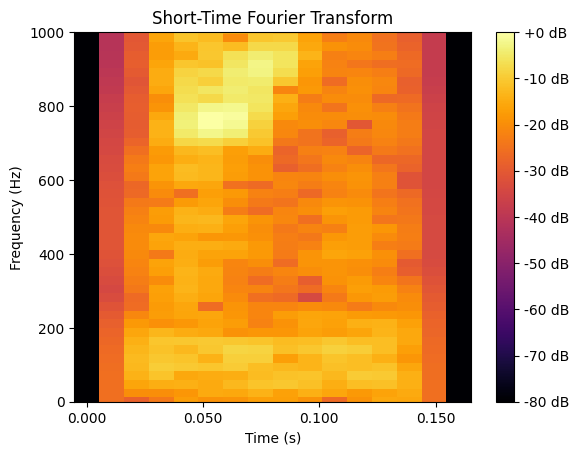 Short-Time Fourier Transform
1000
800
600
400
200
0
Frequency (Hz)
0.000
0.050
0.100
0.150
Time (s)
+0 dB
-10 dB
-20 dB
-30 dB
-40 dB
-50 dB
-60 dB
-70 dB
-80 dB